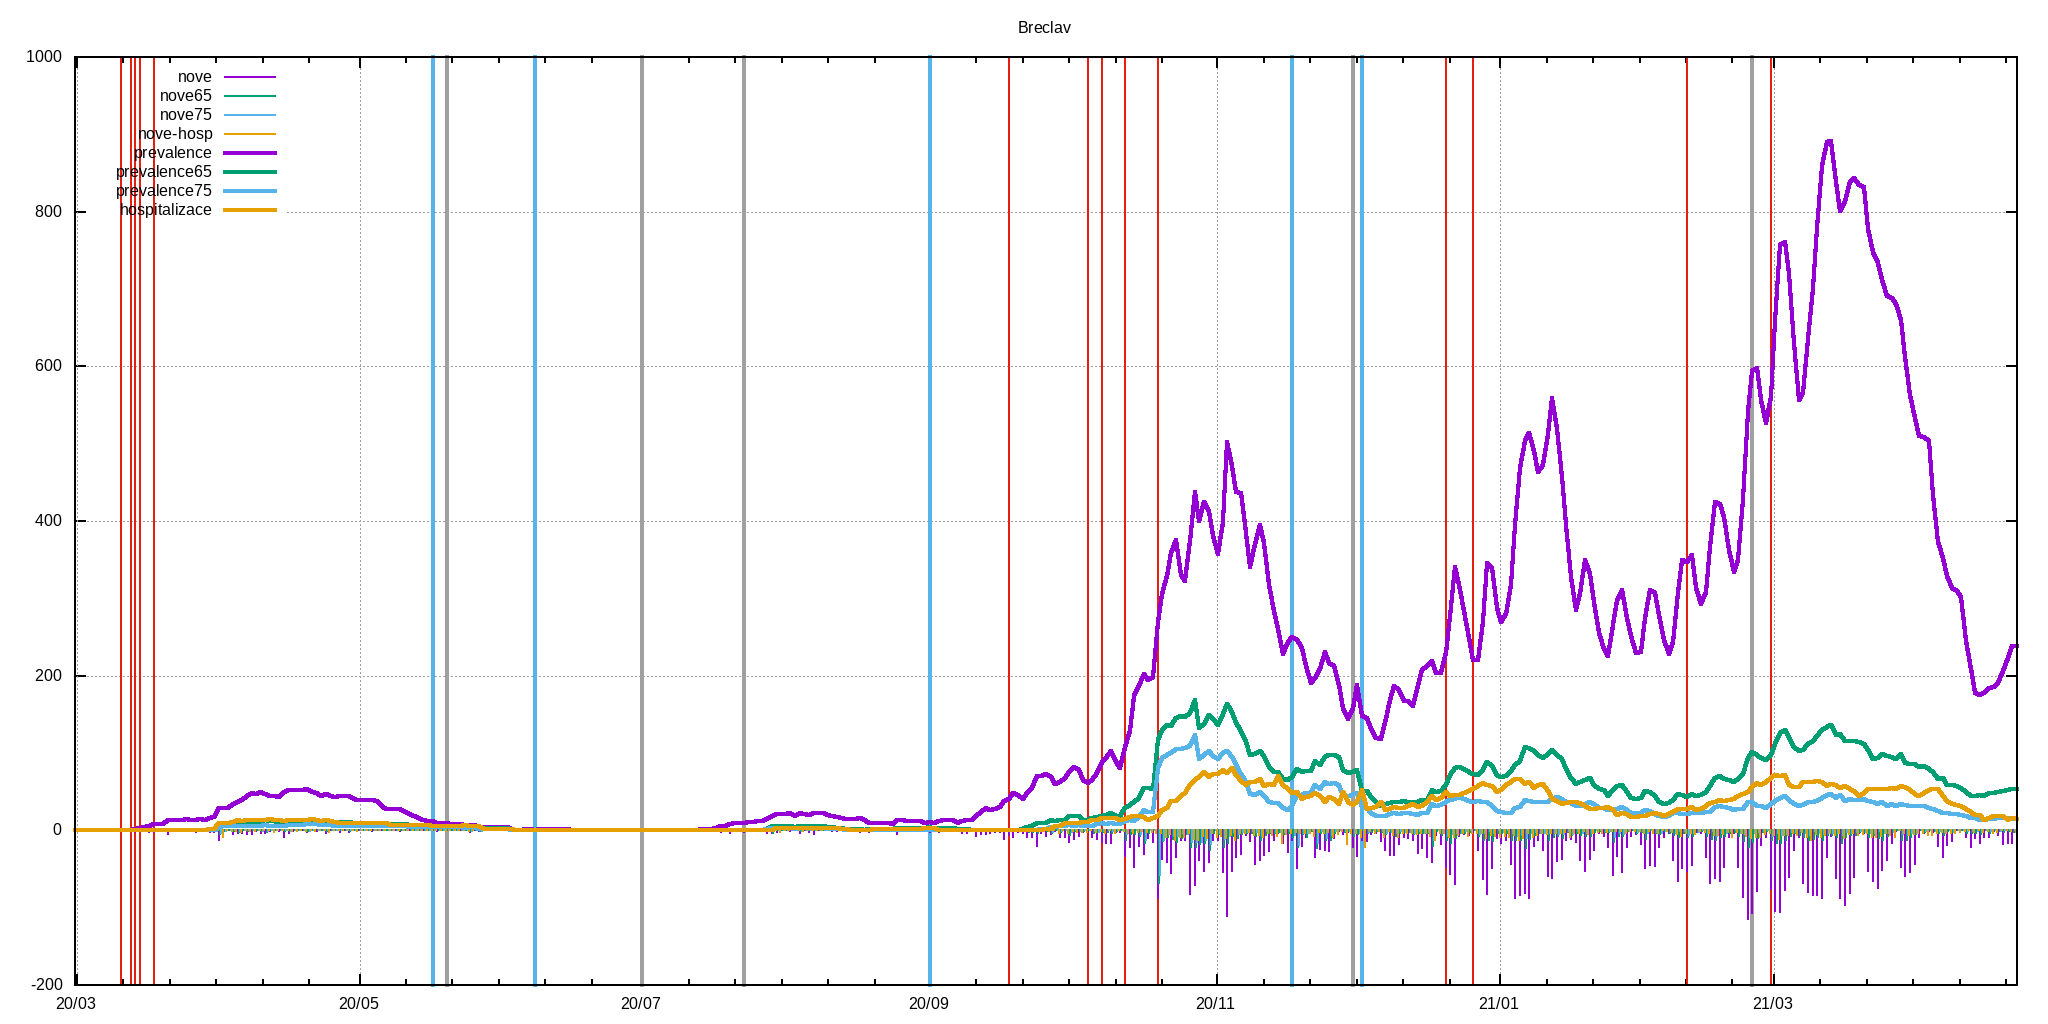 Breclav
1000
800
600
400
200
0
-200
nove
nove65
nove75
nove-hosp
prevalence
prevalence65
prevalence75
hospitalizace
20/03
20/05
20/07
20/09
20/11
21/01
21/03